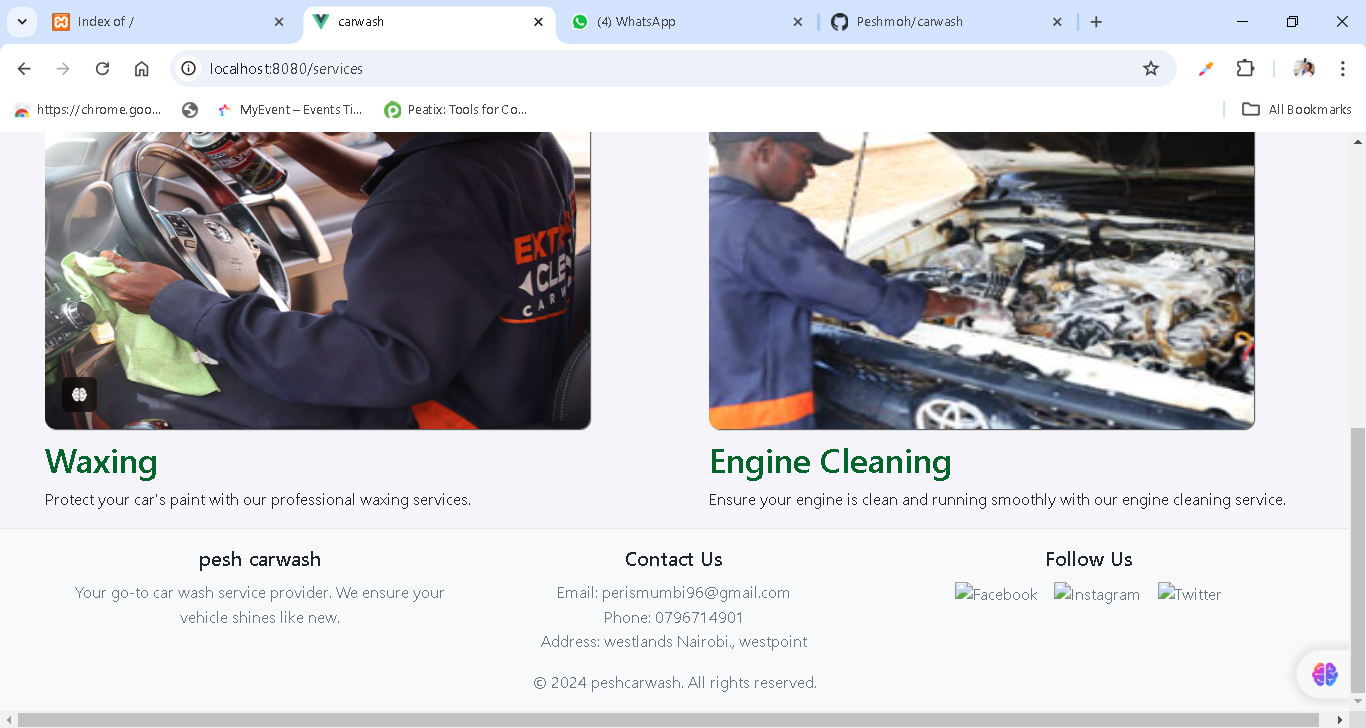 Index of /
carwash
(4) WhatsApp
Peshmoh/carwash
localhost:8080/services
https://chrome.goo...
MyEvent – Events Ti...
Peatix: Tools for Co...
All Bookmarks
EXT
CLE
CARW
Waxing
Engine Cleaning
Protect your car's paint with our professional waxing services.
Ensure your engine is clean and running smoothly with our engine cleaning service.
pesh carwash
Contact Us
Follow Us
Your go-to car wash service provider. We ensure your
vehicle shines like new.
Email: perismumbi96@gmail.com
Phone: 0796714901
Address: westlands Nairobi., westpoint
Facebook
Instagram
Twitter
© 2024 peshcarwash. All rights reserved.